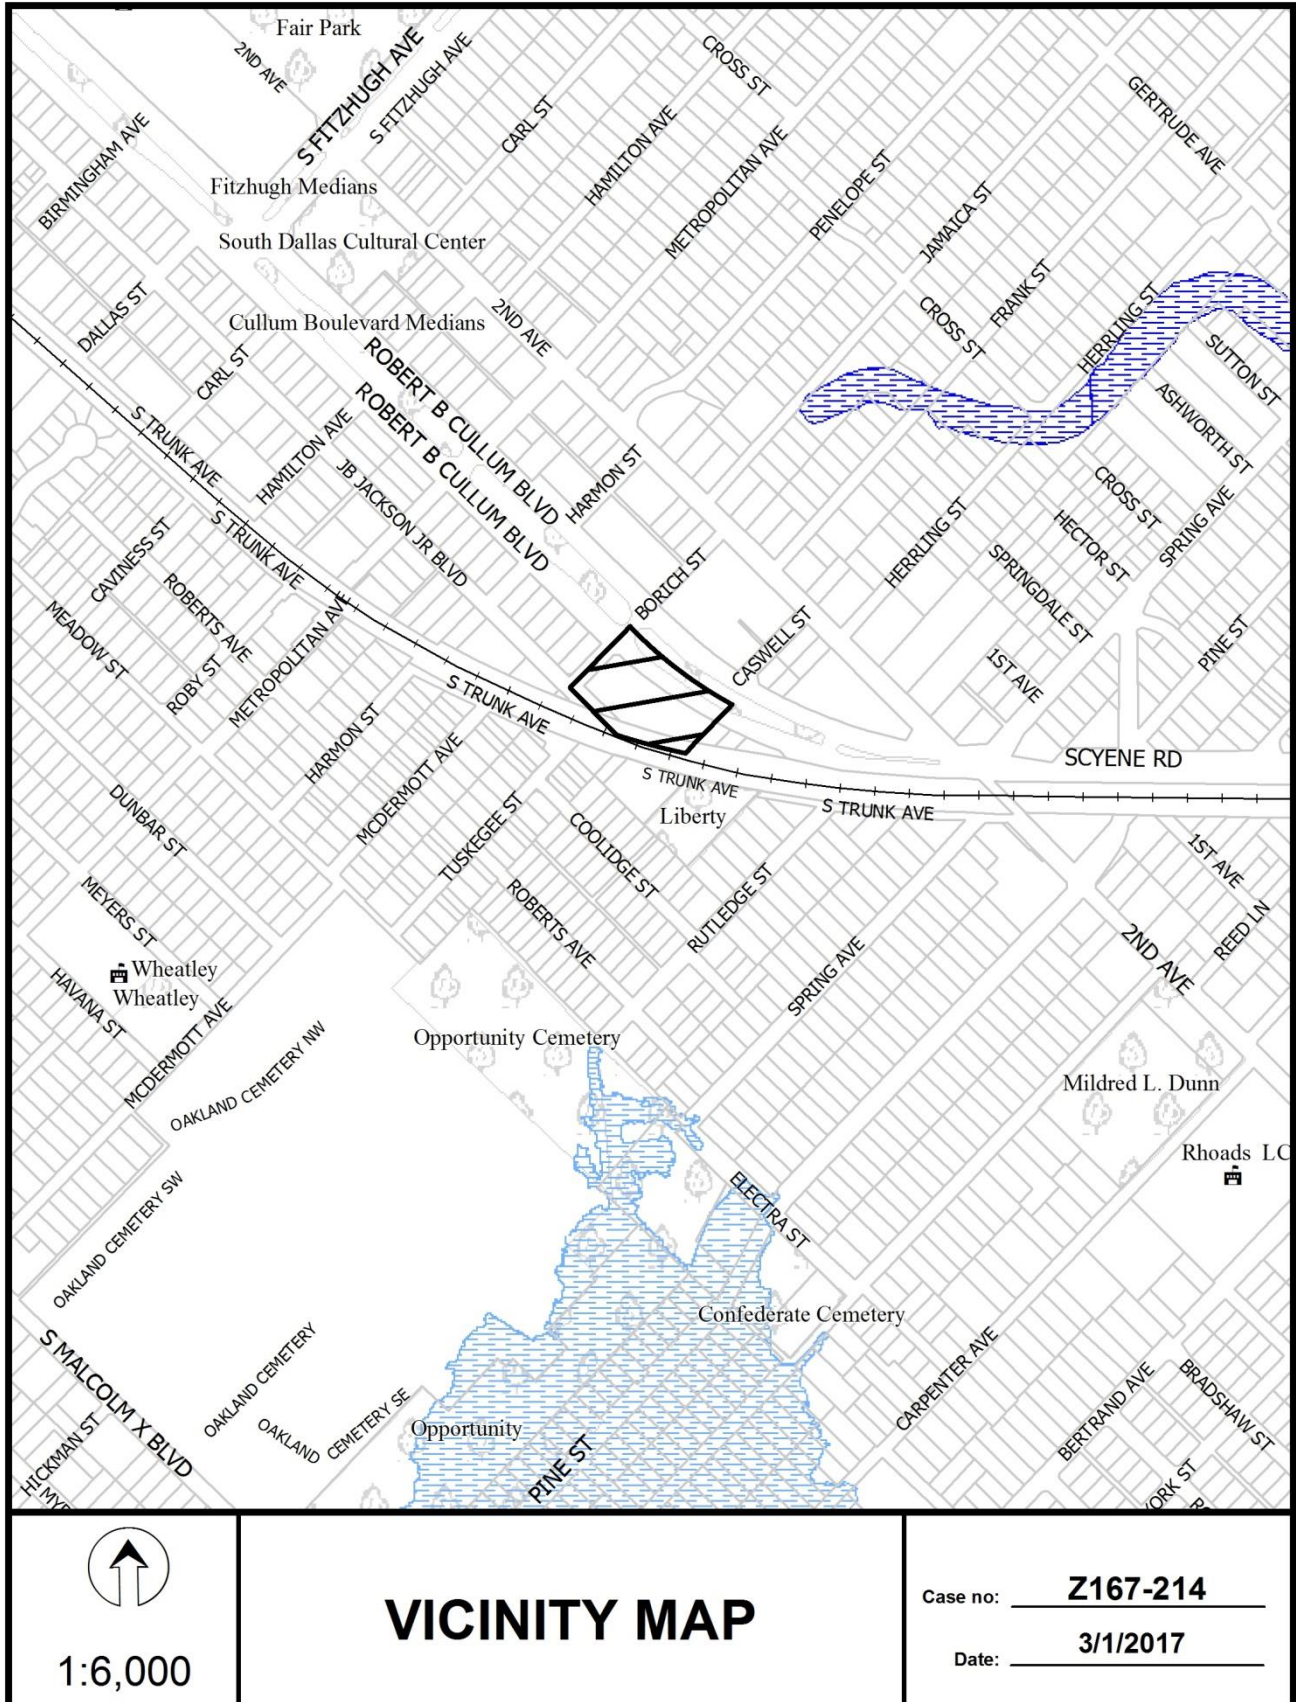 Fair Park
2ND AVE
S FITZHUGH AVE
S FITZHUGH AVE
CROSS ST
GERTRUDE AVE
BIRMINGHAM AVE
CARL ST
HAMILTON AVE
METROPOLITAN AVE
PENELOPE ST
JAMAICA ST
Fitzhugh Medians
South Dallas Cultural Center
DALLAS ST
Cullum Boulevard Medians
2ND AVE
CROSS ST
FRANK ST
HERRLING ST
SUTTON ST
CARL ST
ROBERT B CULLUM BLVD
ROBERT B CULLUM BLVD
ASHWORTH ST
S TRUNK AVE
HAMILTON AVE
JB JACKSON JR BLVD
HARMON ST
CROSS ST
SPRING AVE
HECTOR ST
HERRLING ST
SPRINGDALE ST
S TRUNK AVE
CAVINESS ST
ROBERTS AVE
MEADOW ST
ROBY ST
METROPOLITAN AVE
BORICH ST
CASWELL ST
1ST AVE
PINE ST
S TRUNK AVE
HARMON ST
MCDERMOTT AVE
S TRUNK AVE
SCYENE RD
S TRUNK AVE
Liberty
DUNBAR ST
TUSKEGEE ST
COOLIDGE ST
1ST AVE
MEYERS ST
ROBERTS AVE
RUTLEDGE ST
REED LN
2ND AVE
SPRING AVE
Wheatley
Wheatley
HAVANA ST
MCDERMOTT AVE
OAKLAND CEMETERY NW
Opportunity Cemetery
Mildred L. Dunn
Rhoads LC
OAKLAND CEMETERY SW
ELECTRA ST
Confederate Cemetery
S MALCOLM X BLVD
OAKLAND CEMETERY
OAKLAND CEMETERY SE
CARPENTER AVE
BERTRAND AVE
BRADSHAW ST
HICKMAN ST
Opportunity
PINE ST
YORK ST
1:6,000
VICINITY MAP
Case no: Z167-214
Date: 3/1/2017